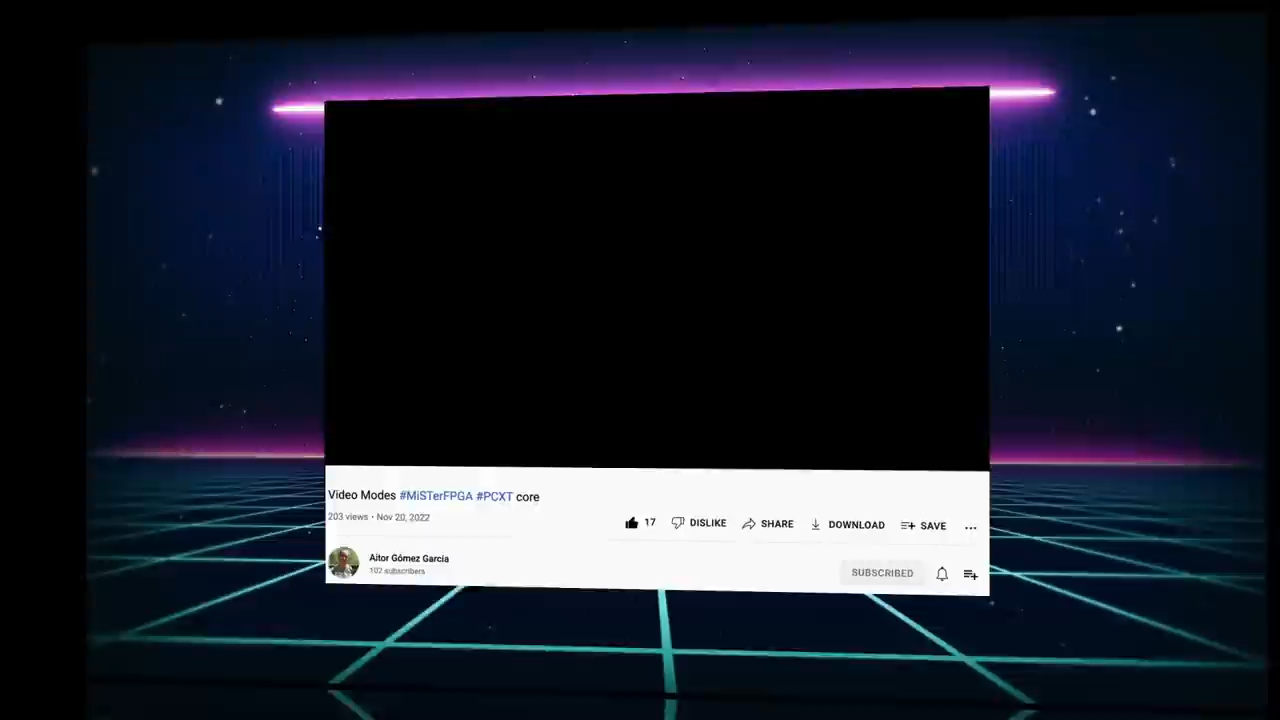 Video Modes #MiSTerFPGA #PCXT core
203 views • Nov 20, 2022
17 DISLIKE SHARE DOWNLOAD SAVE ...
Aitor Gómez García
102 subscribers
SUBSCRIBED